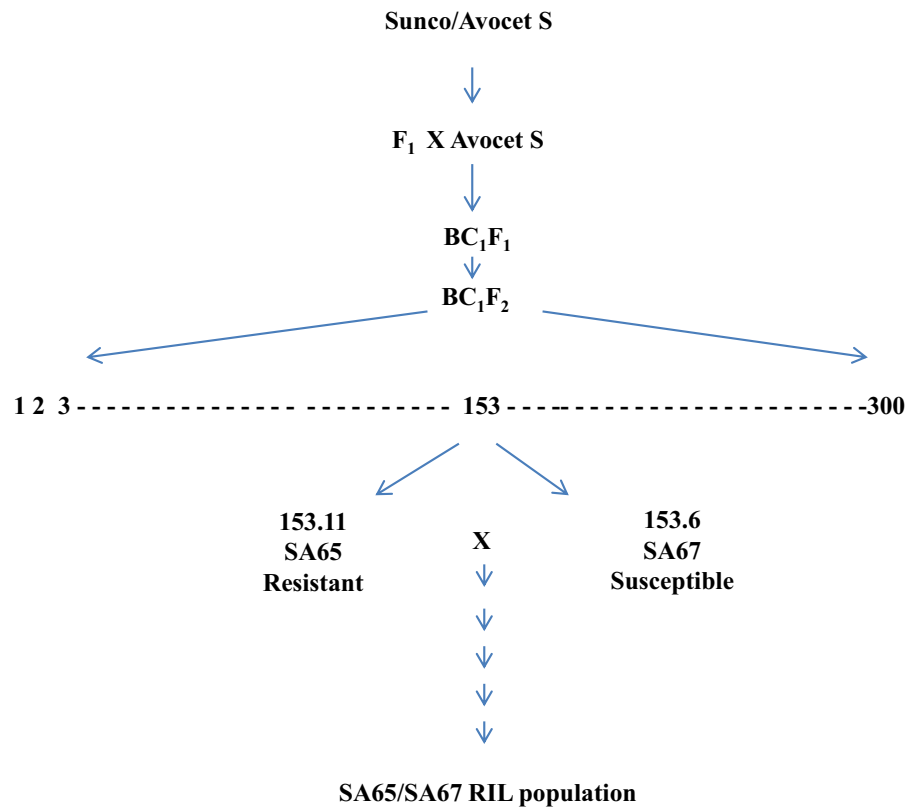 Sunco/Avocet S
F₁ X Avocet S
BC₁F₁
BC₁F₂
1 2 3 - - - - - - - - - - - - - - - - - - - - - - - - - - - - - 153 - - - - - - - - - - - - - - - - - - - - - - - - - - - - -300
153.11
SA65
Resistant
X
153.6
SA67
Susceptible
SA65/SA67 RIL population